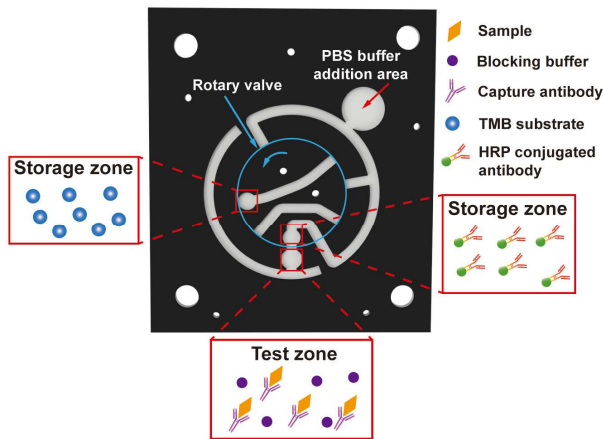 PBS buffer
addition area
Rotary valve
Sample
Blocking buffer
Capture antibody
TMB substrate
HRP conjugated
antibody
Storage zone
Storage zone
Test zone